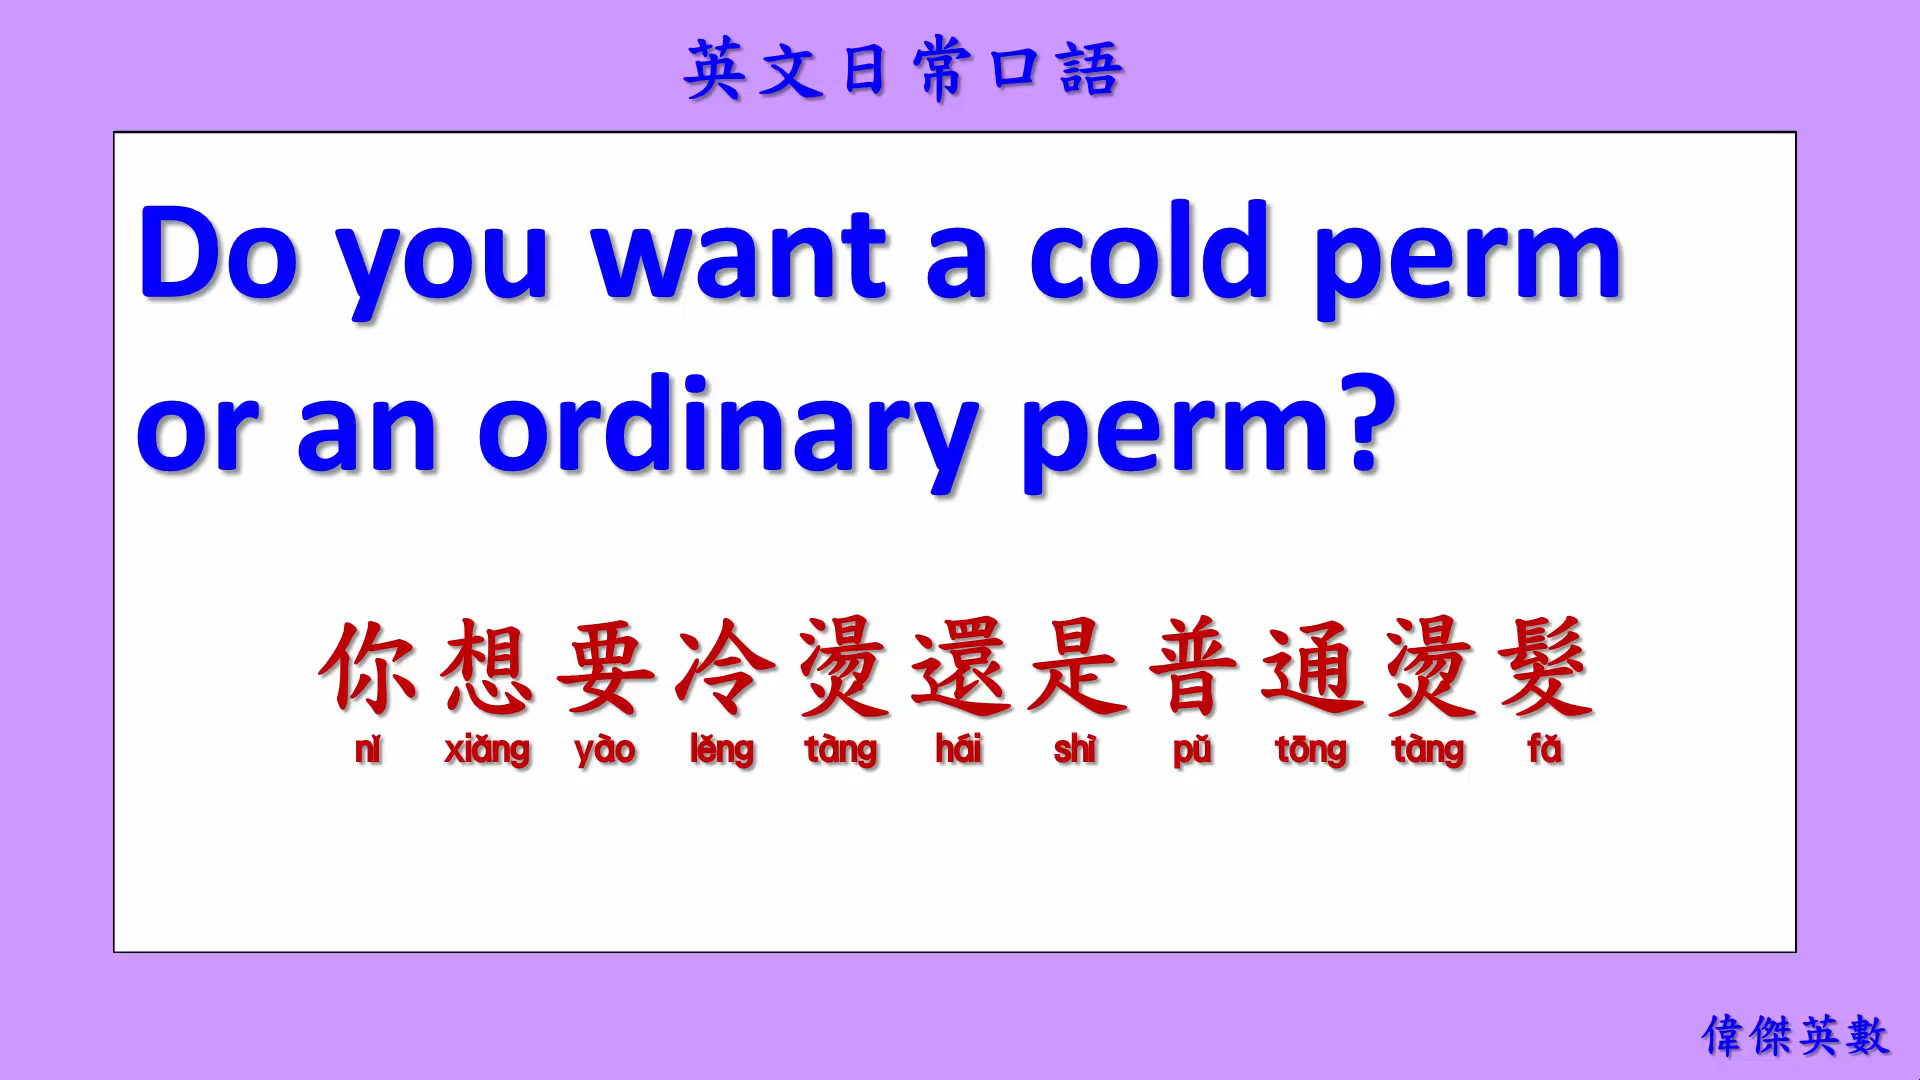 英文日常口語
Do you want a cold perm
or an ordinary perm?
你想要冷燙還是普通燙髮
nǐ xiǎng yào lěng tàng hái shì pǔ tōng tàng fǎ
偉傑英數